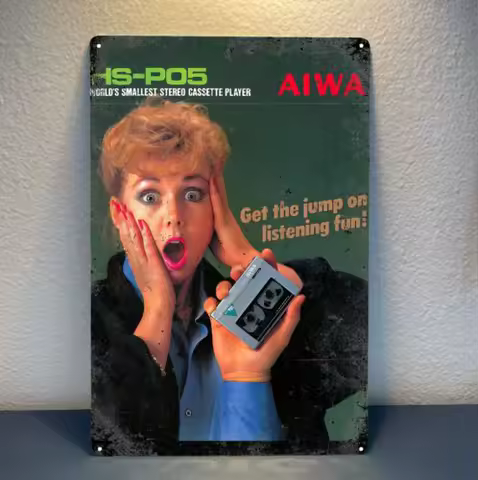 HS-P05
AIWA
WORLD'S SMALLEST STEREO CASSETTE PLAYER
Get the jump on
listening fun!